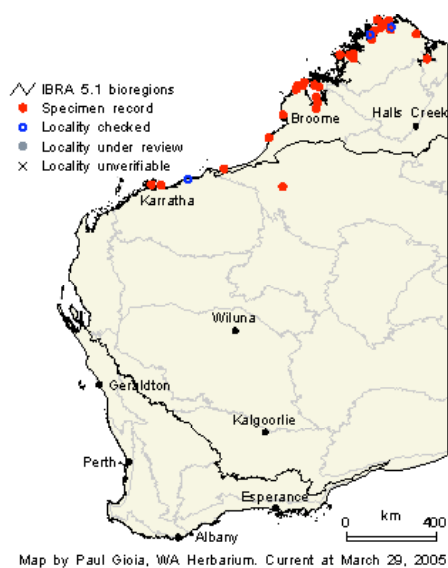 IBRA 5.1 bioregions
Specimen record
Locality checked
Locality under review
Locality unverifiable
Broome
Halls Creek
Karratha
Wiluna
Geraldton
Kalgoorlie
Perth
Esperance
Albany
km
0 400
Map by Paul Gioia, WA Herbarium. Current at March 29, 2005